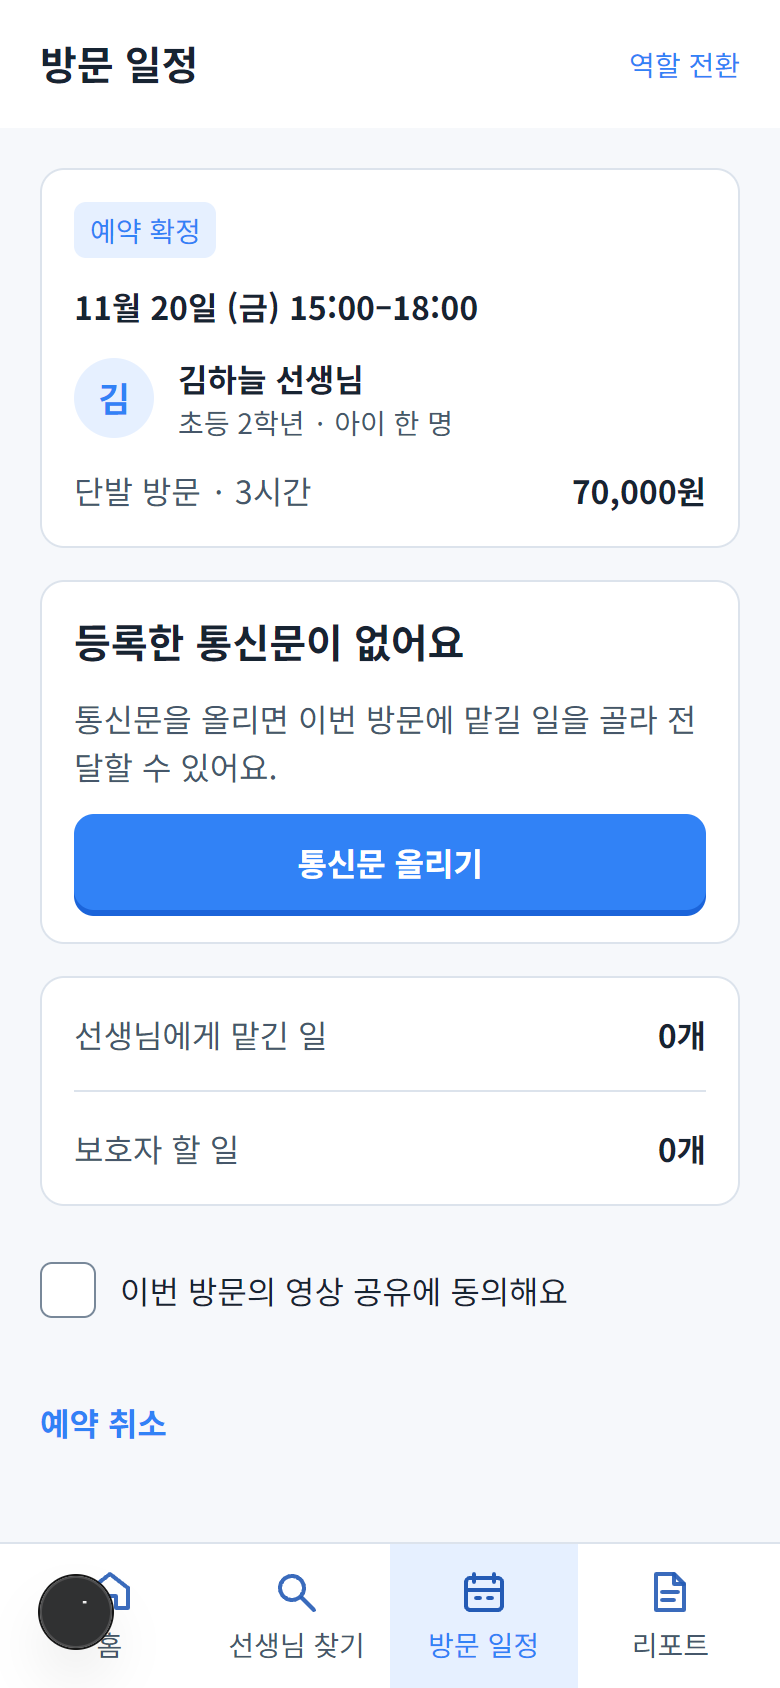 방문 일정
역할 전환
예약 확정
11월 20일 (금) 15:00–18:00
김
김하늘 선생님
초등 2학년 · 아이 한 명
단발 방문 · 3시간
70,000원
등록한 통신문이 없어요
통신문을 올리면 이번 방문에 맡길 일을 골라 전
달할 수 있어요.
통신문 올리기
선생님에게 맡긴 일
0개
보호자 할 일
0개
이번 방문의 영상 공유에 동의해요
예약 취소
홈
선생님 찾기
방문 일정
리포트